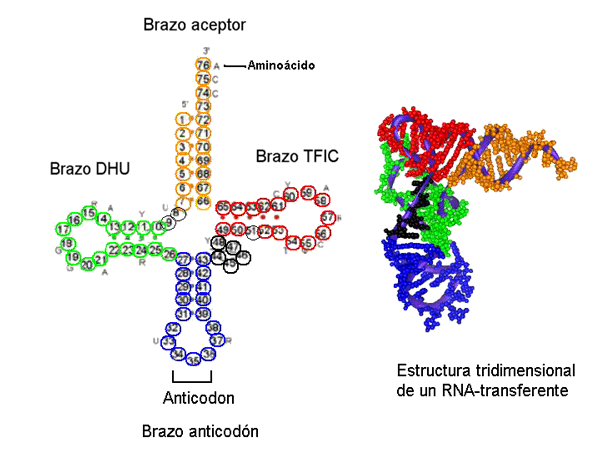 Brazo aceptor
3'
76 A
Aminoácido
75 C
74 C
73
5'
1 72
2 71
3 70
4 69
5 68
6 67
7 66
Brazo DHU
Brazo TFIC
U 8
9
R A Y
17 16 15 14 13 12 11 10
18 G
19 G
20 21 A 22 23 24 R 25 26
65 64 63 62 61 C
60 Y 59 A
58
57 R
56 C
55
54 T
49 50 51 52 53
Y
48 47
44 45 46
27 43
28 42
29 41
30 40
31 39
32 38
U 33 37 R
34 35 36
Anticodon
Brazo anticodón
Estructura tridimensional
de un RNA-transferente